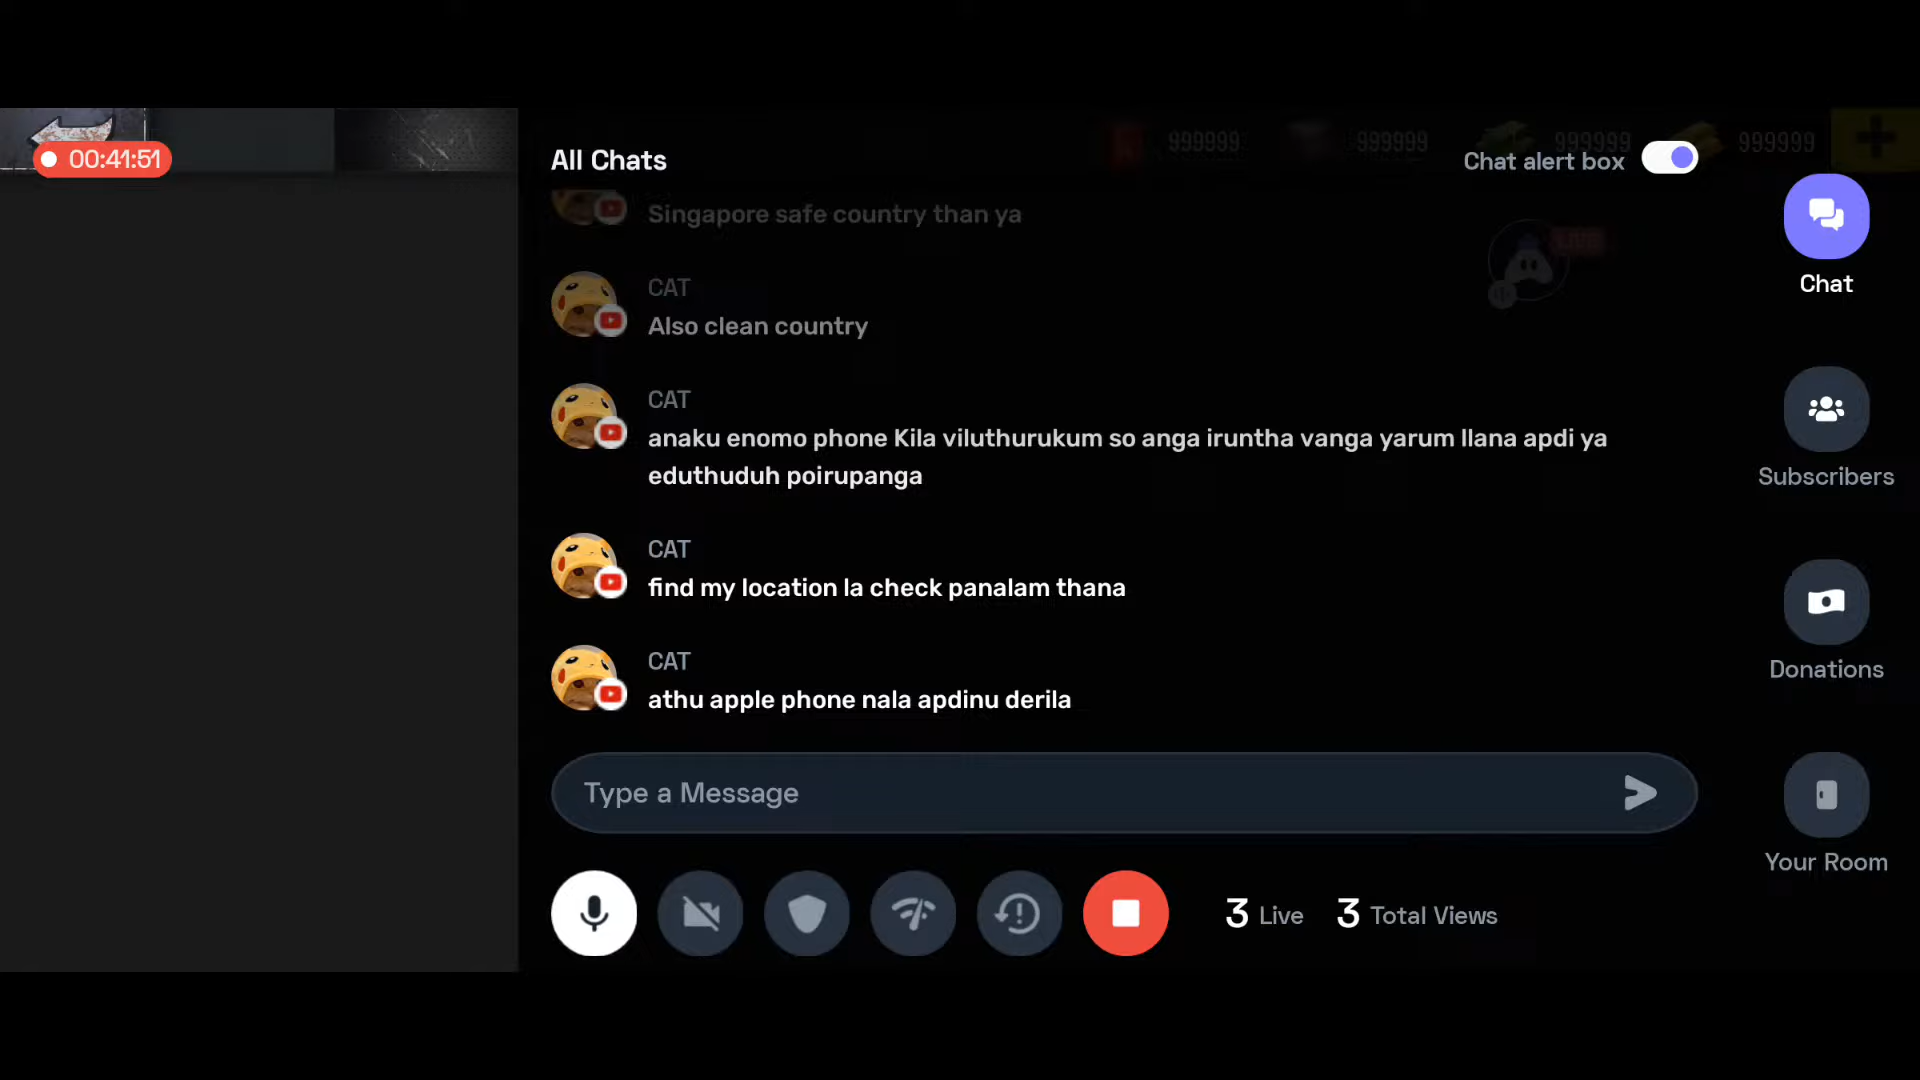 999999
999999
999999
999999
00:41:51
All Chats
Chat alert box
LIVE
Singapore safe country than ya
Chat
CAT
Also clean country
CAT
anaku enomo phone Kila viluthurukum so anga iruntha vanga yarum llana apdi ya
eduthuduh poirupanga
Subscribers
CAT
find my location la check panalam thana
CAT
athu apple phone nala apdinu derila
Donations
Type a Message
Your Room
3 Live
3 Total Views